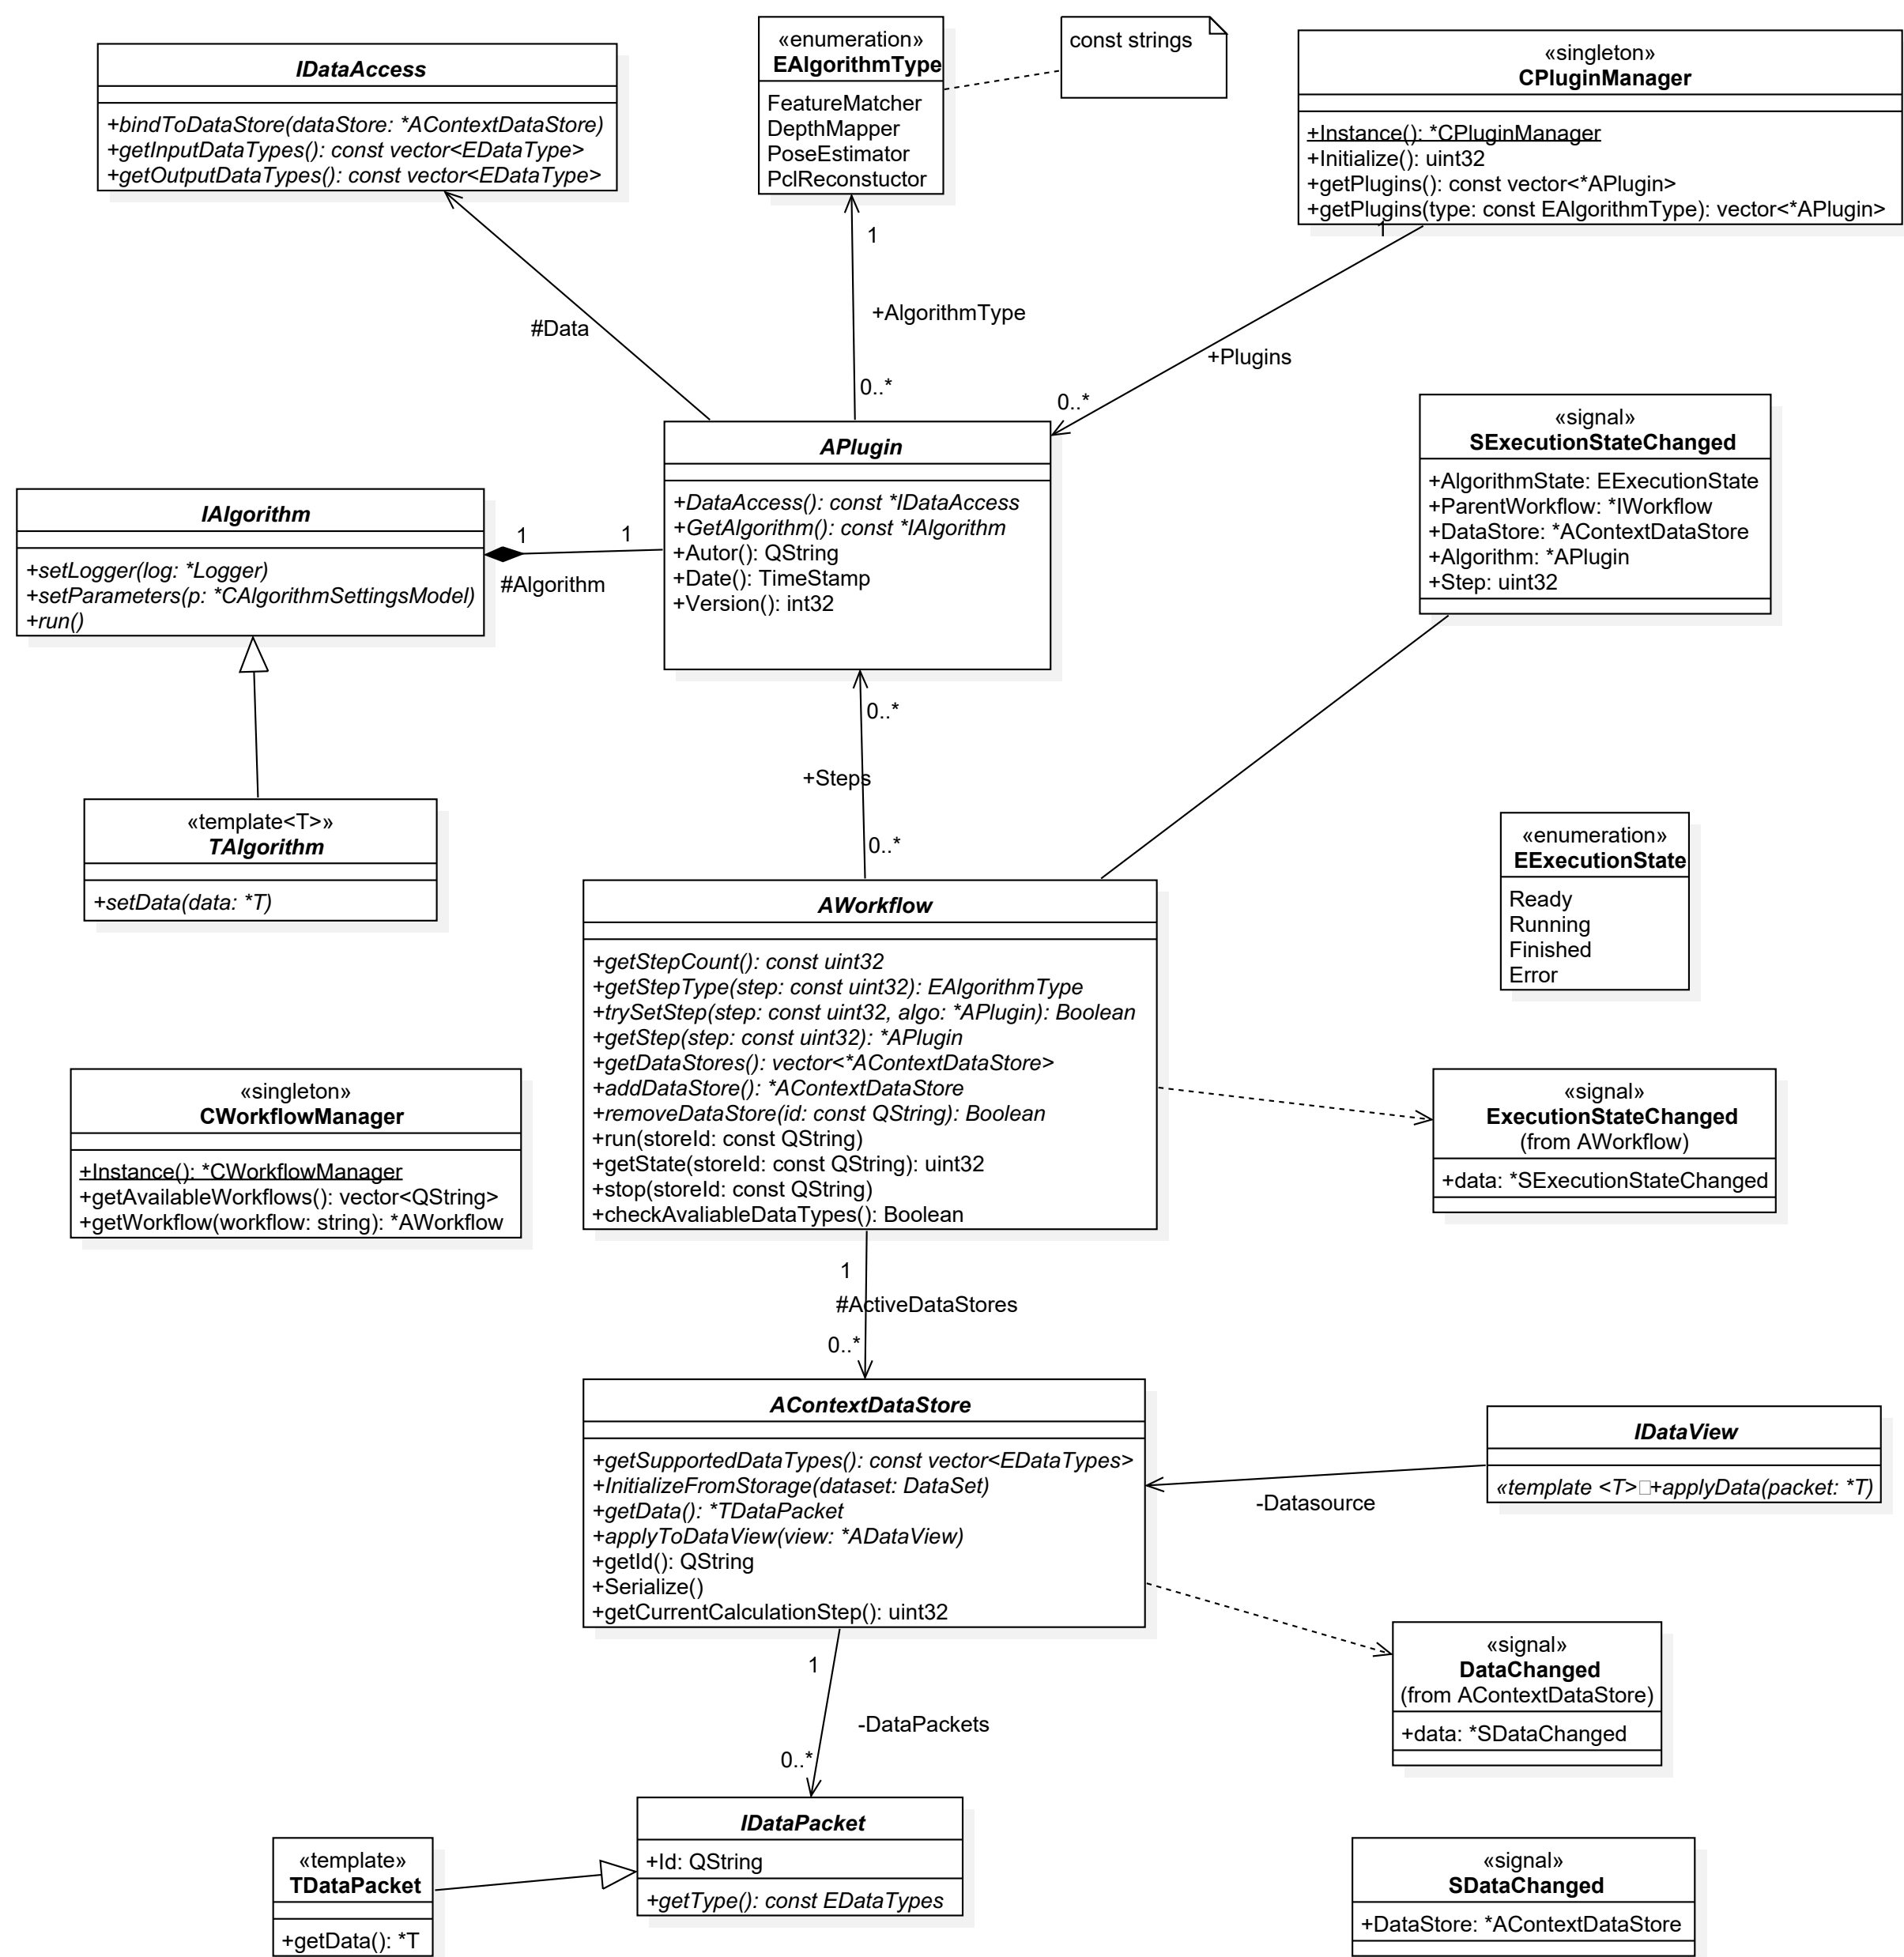 IDataAccess
+bindToDataStore(dataStore: *AContextDataStore)
+getInputDataTypes(): const vector<EDataType>
+getOutputDataTypes(): const vector<EDataType>
«enumeration»
EAlgorithmType
FeatureMatcher
DepthMapper
PoseEstimator
PclReconstuctor
const strings
«singleton»
CPluginManager
+Instance(): *CPluginManager
+Initialize(): uint32
+getPlugins(): const vector<*APlugin>
+getPlugins(type: const EAlgorithmType): vector<*APlugin>
1
1
#Data
+AlgorithmType
+Plugins
0..*
0..*
APlugin
+DataAccess(): const *IDataAccess
+GetAlgorithm(): const *IAlgorithm
+Autor(): QString
+Date(): TimeStamp
+Version(): int32
«signal»
SExecutionStateChanged
+AlgorithmState: EExecutionState
+ParentWorkflow: *IWorkflow
+DataStore: *AContextDataStore
+Algorithm: *APlugin
+Step: uint32
IAlgorithm
+setLogger(log: *Logger)
+setParameters(p: *CAlgorithmSettingsModel)
+run()
1
1
#Algorithm
0..*
+Steps
0..*
«template<T>»
TAlgorithm
+setData(data: *T)
«enumeration»
EExecutionState
Ready
Running
Finished
Error
AWorkflow
+getStepCount(): const uint32
+getStepType(step: const uint32): EAlgorithmType
+trySetStep(step: const uint32, algo: *APlugin): Boolean
+getStep(step: const uint32): *APlugin
+getDataStores(): vector<*AContextDataStore>
+addDataStore(): *AContextDataStore
+removeDataStore(id: const QString): Boolean
+run(storeId: const QString)
+getState(storeId: const QString): uint32
+stop(storeId: const QString)
+checkAvaliableDataTypes(): Boolean
«singleton»
CWorkflowManager
+Instance(): *CWorkflowManager
+getAvailableWorkflows(): vector<QString>
+getWorkflow(workflow: string): *AWorkflow
«signal»
ExecutionStateChanged
(from AWorkflow)
+data: *SExecutionStateChanged
1
#ActiveDataStores
0..*
AContextDataStore
+getSupportedDataTypes(): const vector<EDataTypes>
+InitializeFromStorage(dataset: DataSet)
+getData(): *TDataPacket
+applyToDataView(view: *ADataView)
+getId(): QString
+Serialize()
+getCurrentCalculationStep(): uint32
IDataView
«template <T>□+applyData(packet: *T)
-Datasource
«signal»
DataChanged
(from AContextDataStore)
+data: *SDataChanged
1
-DataPackets
0..*
IDataPacket
+Id: QString
+getType(): const EDataTypes
«template»
TDataPacket
+getData(): *T
«signal»
SDataChanged
+DataStore: *AContextDataStore